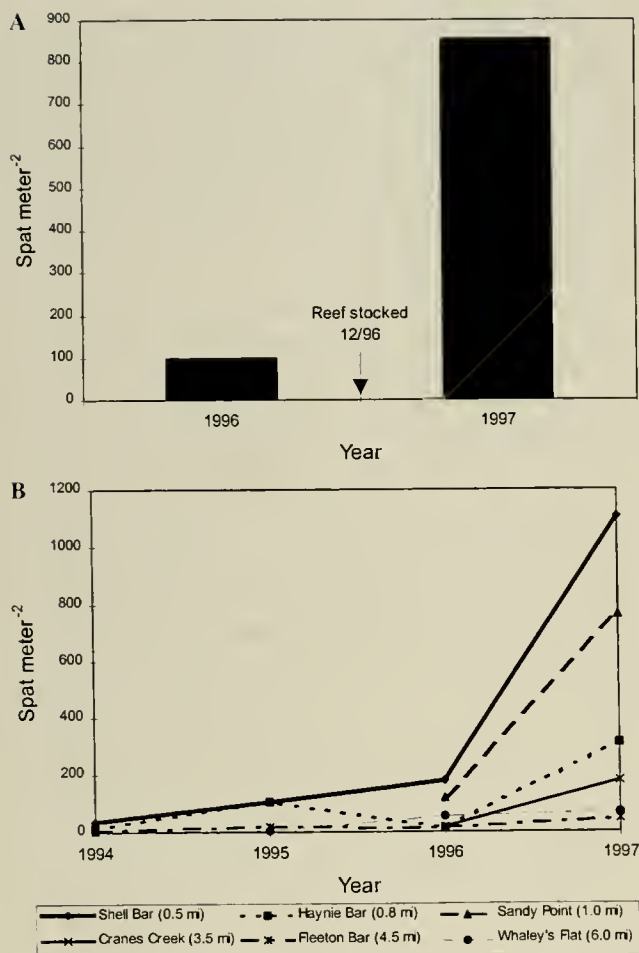 A
900
800
700
600
500
400
300
200
100
0
Spat meter-2
Reef stocked
12/96
1996
1997
Year
B
1200
1000
800
600
400
200
0
Spat meter-2
1994
1995
1996
1997
Year
Shell Bar (0.5 mi)
Haynie Bar (0.8 mi)
Sandy Point (1.0 mi)
Cranes Creek (3.5 mi)
Fleeton Bar (4.5 mi)
Whaley's Flat (6.0 mi)